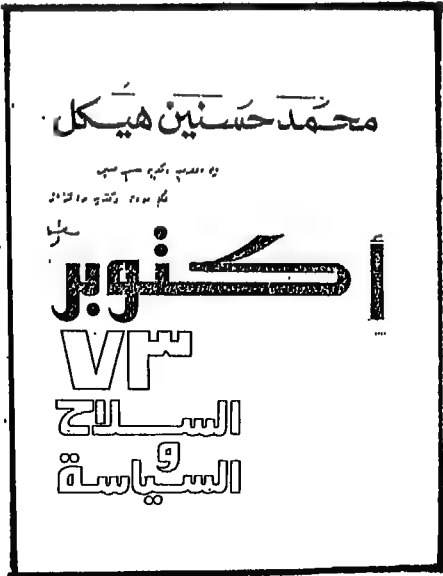 محمد حسنين هيكل
أكتوبر
٧٣
السلاح
و
السياسة